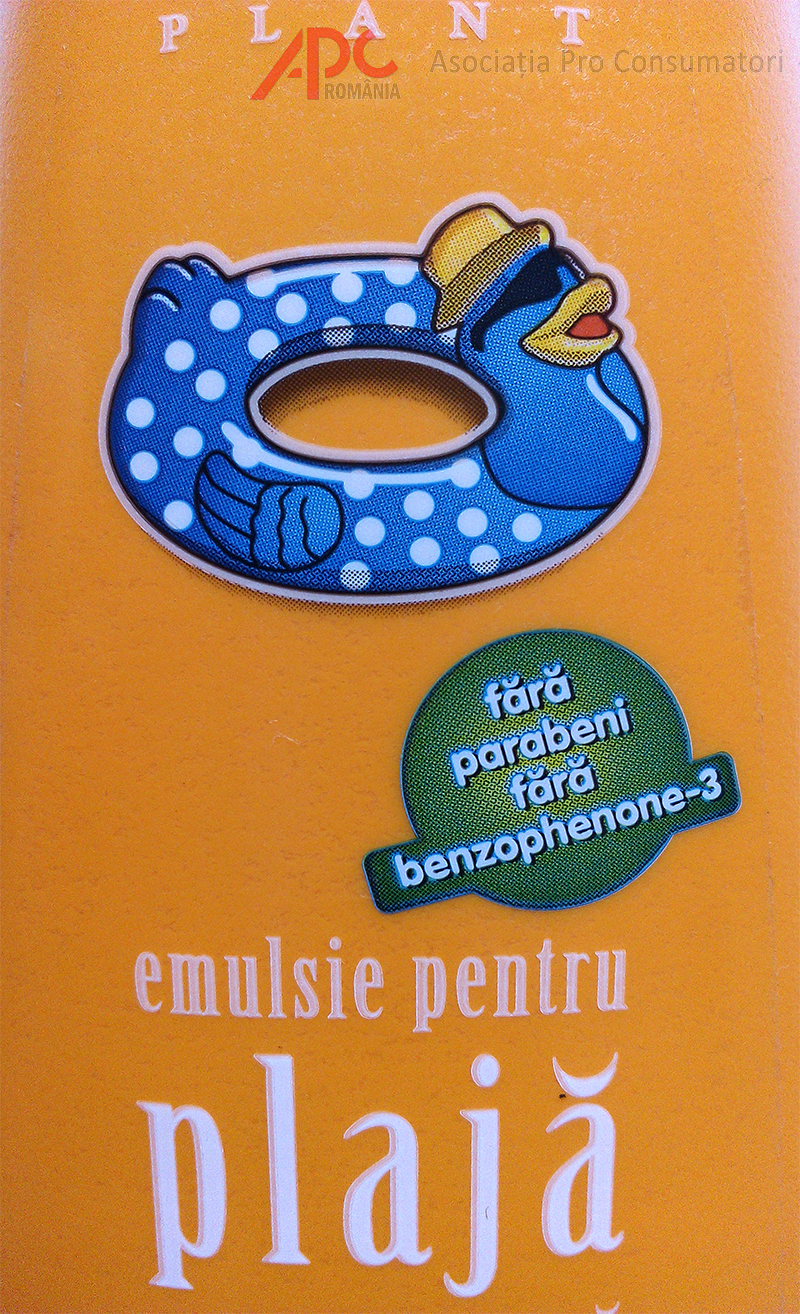 PLANT
APC
ROMÂNIA
Asociația Pro Consumatori
fără
parabeni
fără
benzophenone-3
emulsie pentru
plajă